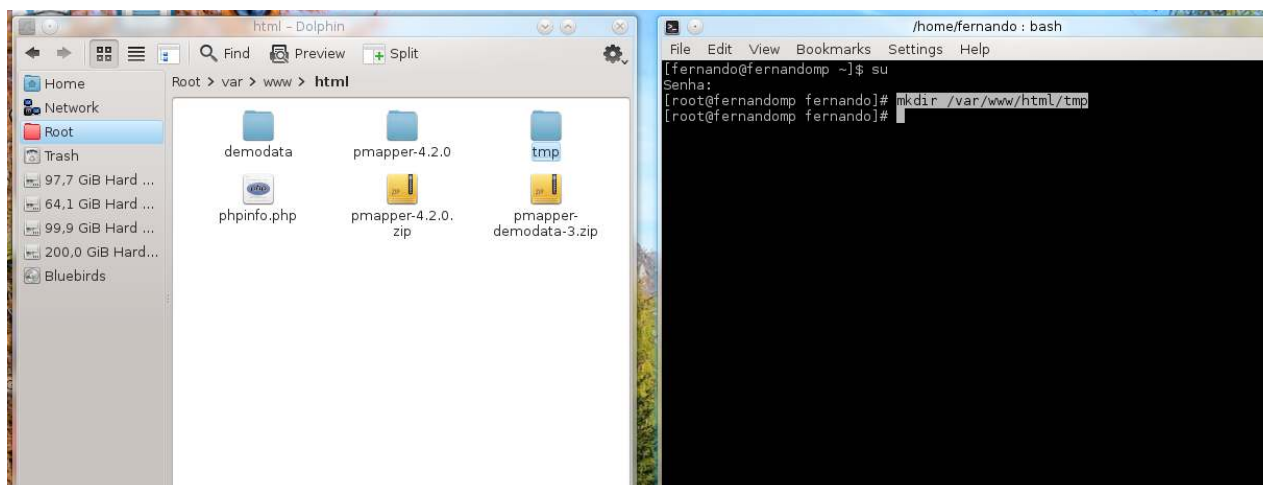 html – Dolphin
Find Preview Split
Home
Network
Root
Trash
97,7 GiB Hard ...
64,1 GiB Hard ...
99,9 GiB Hard ...
200,0 GiB Hard...
Bluebirds
Root > var > www > html
demodata
pmapper-4.2.0
tmp
phpinfo.php
pmapper-4.2.0.
zip
pmapper-
demodata-3.zip
/home/fernando : bash
File Edit View Bookmarks Settings Help
[fernando@fernandomp ~]$ su
Senha:
[root@fernandomp fernando]# mkdir /var/www/html/tmp
[root@fernandomp fernando]#